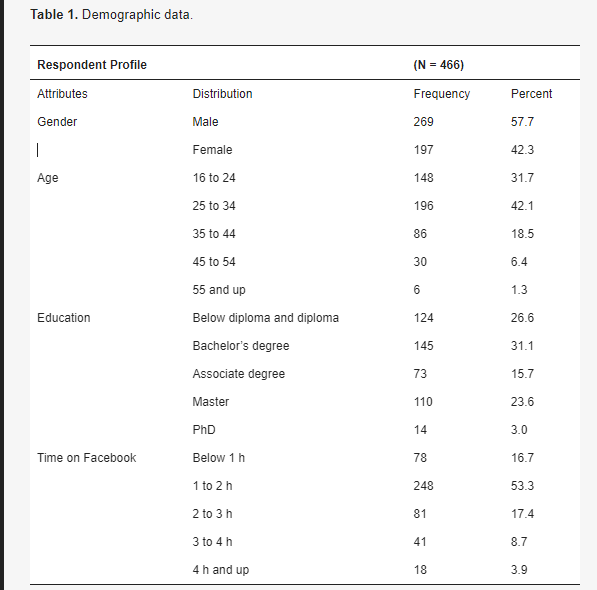 Table 1. Demographic data.
Respondent Profile (N = 466)
Attributes Distribution Frequency Percent
Gender Male 269 57.7
Female 197 42.3
Age 16 to 24 148 31.7
25 to 34 196 42.1
35 to 44 86 18.5
45 to 54 30 6.4
55 and up 6 1.3
Education Below diploma and diploma 124 26.6
Bachelor’s degree 145 31.1
Associate degree 73 15.7
Master 110 23.6
PhD 14 3.0
Time on Facebook Below 1 h 78 16.7
1 to 2 h 248 53.3
2 to 3 h 81 17.4
3 to 4 h 41 8.7
4 h and up 18 3.9